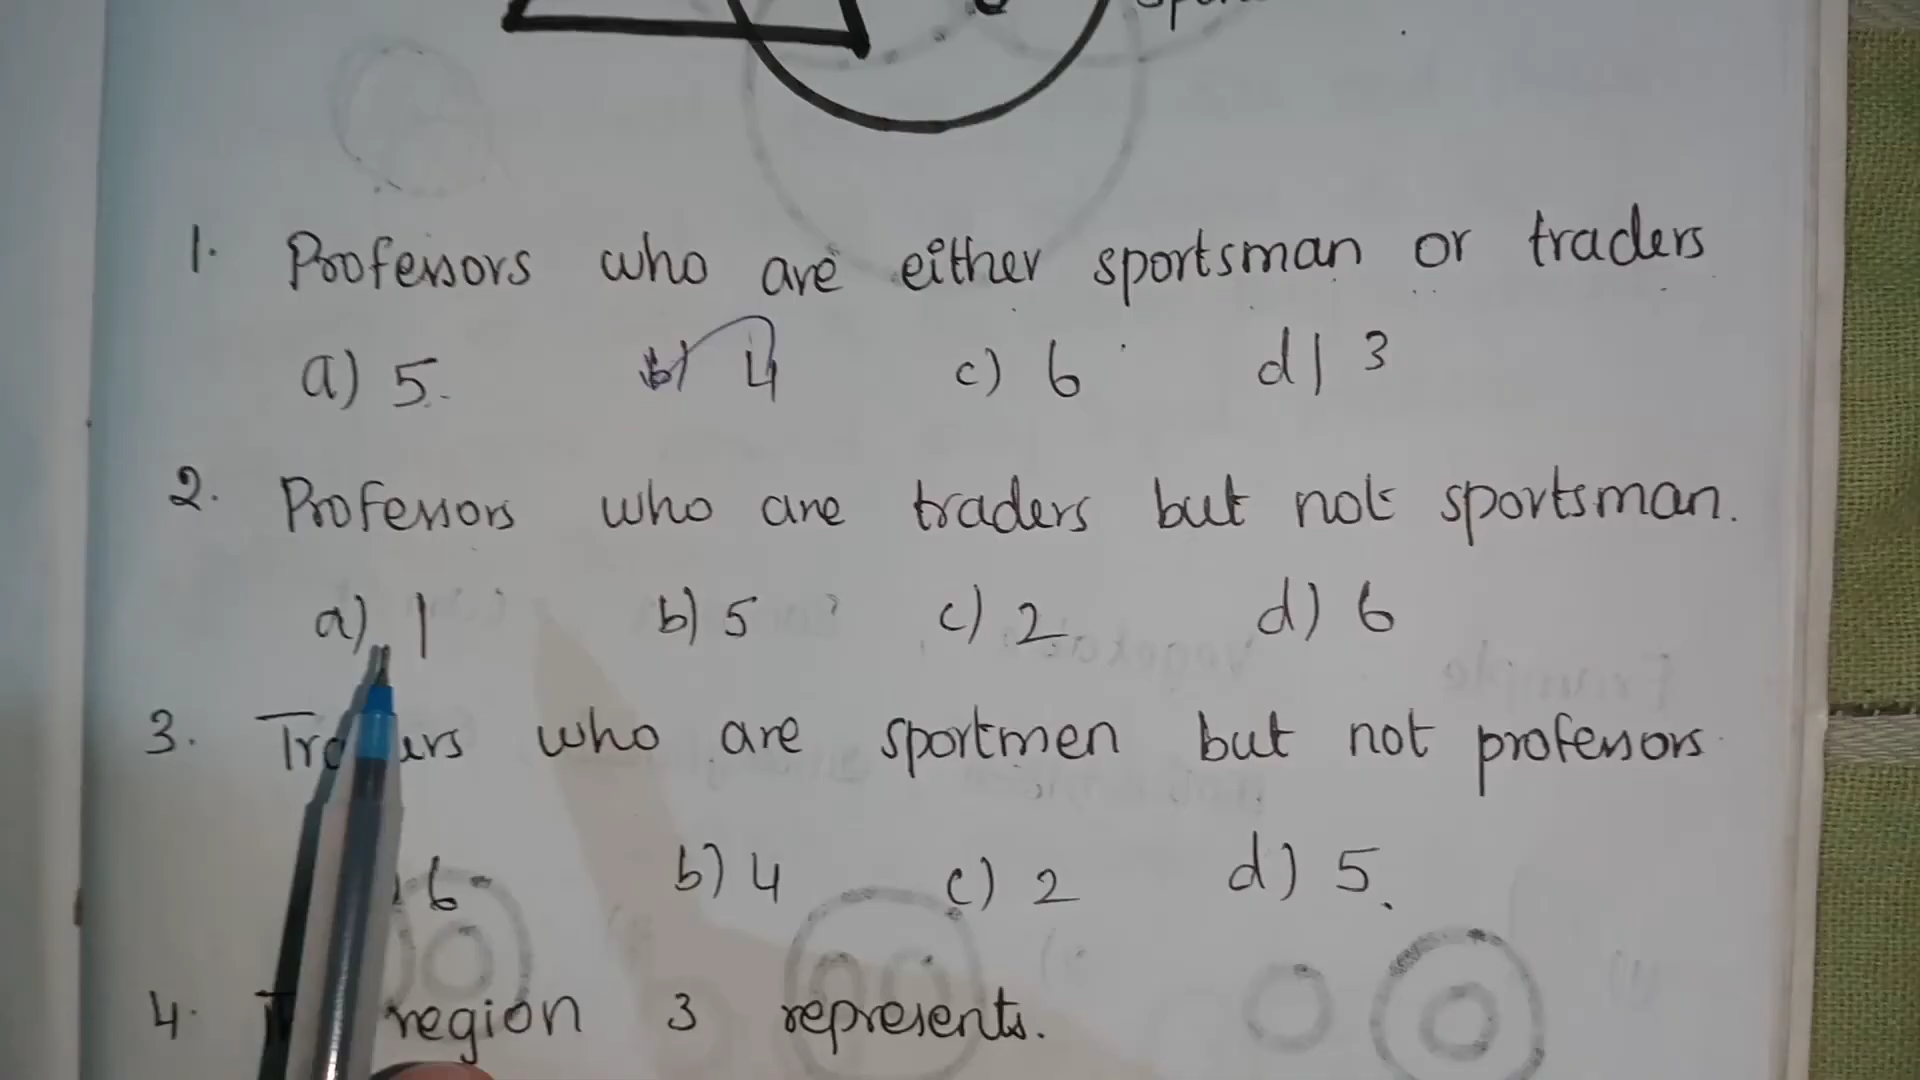 1. Professors who are either sportsman or traders
a) 5. b) 4 c) 6 d) 3
2. Professors who are traders but not sportsman.
a) 1 b) 5 c) 2 d) 6
3. who are sportmen but not professors
6 b) 4 c) 2 d) 5.
4. region 3 represents.